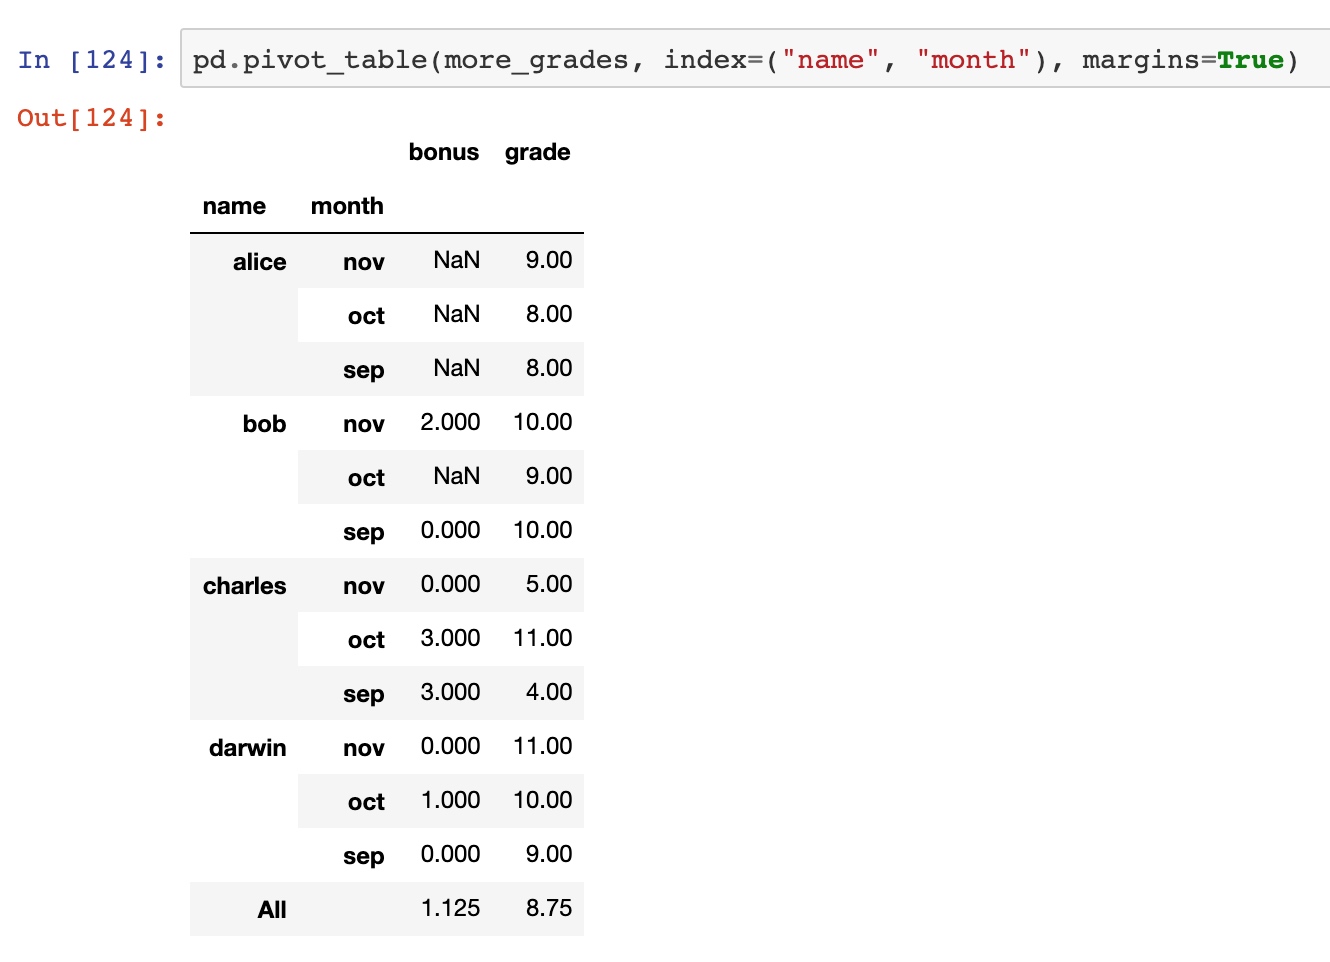 In [124]: pd.pivot_table(more_grades, index=("name", "month"), margins=True)
Out[124]:
bonus grade
name month
alice nov NaN 9.00
oct NaN 8.00
sep NaN 8.00
bob nov 2.000 10.00
oct NaN 9.00
sep 0.000 10.00
charles nov 0.000 5.00
oct 3.000 11.00
sep 3.000 4.00
darwin nov 0.000 11.00
oct 1.000 10.00
sep 0.000 9.00
All 1.125 8.75